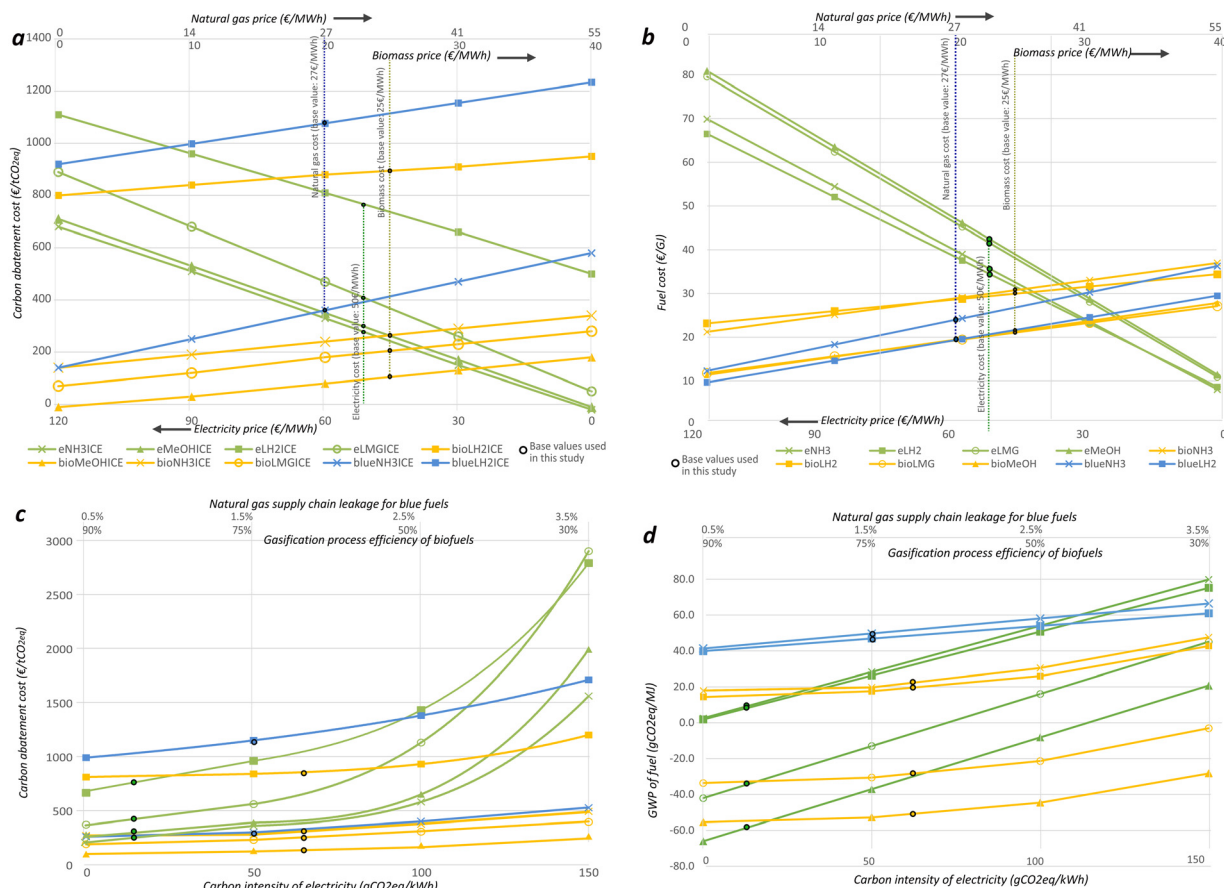 a
Natural gas price (€/MWh)
0 14 27 41 55
0 10 20 30 40
Biomass price (€/MWh)
Carbon abatement cost (€/tCO2eq)
1400
1200
1000
800
600
400
200
0
Natural gas cost (base value: 27€/MWh)
Biomass cost (base value: 25€/MWh)
Electricity cost (base value: 50€/MWh)
120 90 60 30 0
Electricity price (€/MWh)
eNH3ICE eMeOHICE eLH2ICE eLMGICE bioLH2ICE
bioMeOHICE bioNH3ICE bioLMGICE blueNH3ICE blueLH2ICE
Base values used
in this study
b
Natural gas price (€/MWh)
0 14 27 41 55
0 10 20 30 40
Biomass price (€/MWh)
Fuel cost (€/GJ)
80
70
60
50
40
30
20
10
0
Natural gas cost (base value: 27€/MWh)
Biomass cost (base value: 25€/MWh)
Electricity cost (base value: 50€/MWh)
120 90 60 30 0
Electricity price (€/MWh)
Base values used
in this study
eNH3 eLH2 eLMG eMeOH bioNH3
bioLH2 bioLMG bioMeOH blueNH3 blueLH2
c
Natural gas supply chain leakage for blue fuels
0.5% 1.5% 2.5% 3.5%
90% 75% 50% 30%
Gasification process efficiency of biofuels
Carbon abatement cost (€/tCO2eq)
3000
2500
2000
1500
1000
500
0
0 50 100 150
Carbon intensity of electricity (gCO2eq/kWh)
d
Natural gas supply chain leakage for blue fuels
0.5% 1.5% 2.5% 3.5%
90% 75% 50% 30%
Gasification process efficiency of biofuels
GWP of fuel (gCO2eq/MJ)
80.0
60.0
40.0
20.0
0.0
-20.0
-40.0
-60.0
-80.0
0 50 100 150
Carbon intensity of electricity (gCO2eq/kWh)